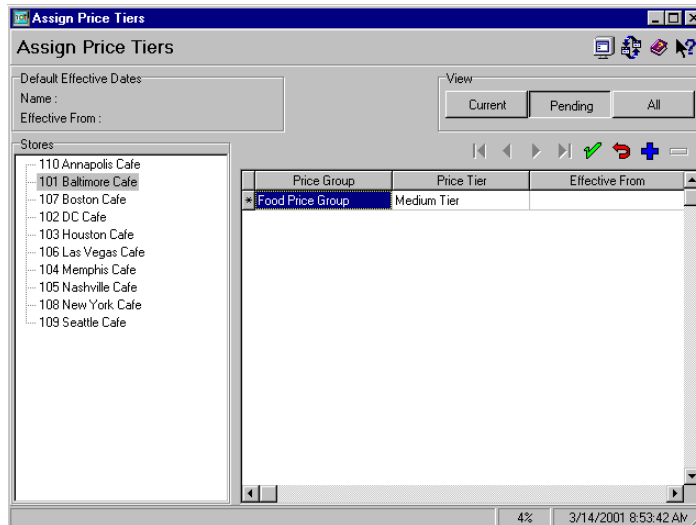 Assign Price Tiers
Assign Price Tiers
Default Effective Dates
Name :
Effective From :
View
Current Pending All
Stores
110 Annapolis Cafe
101 Baltimore Cafe
107 Boston Cafe
102 DC Cafe
103 Houston Cafe
106 Las Vegas Cafe
104 Memphis Cafe
105 Nashville Cafe
108 New York Cafe
109 Seattle Cafe
Price Group Price Tier Effective From
* Food Price Group Medium Tier
4% 3/14/2001 8:53:42 AM